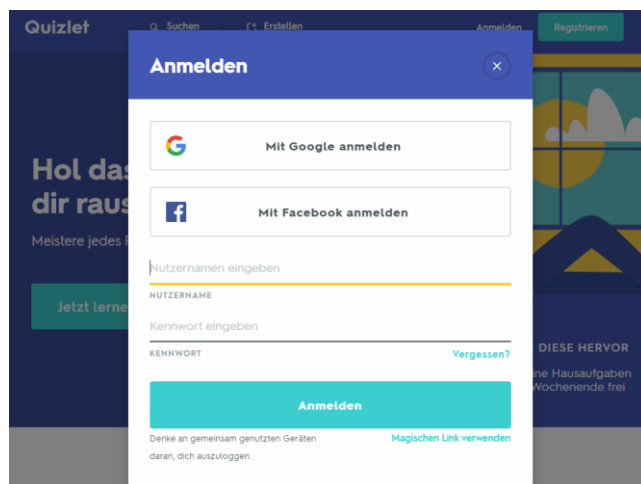 Quizlet
Suchen
Erstellen
Anmelden
Registrieren
Anmelden
Mit Google anmelden
Mit Facebook anmelden
Hol das
dir raus
Meistere jedes
Jetzt lerne
Nutzernamen eingeben
NUTZERNAME
Kennwort eingeben
KENNWORT
Vergessen?
Anmelden
Denke an gemeinsam genutzten Geräten
daran, dich auszuloggen.
Magischen Link verwenden
DIESE HERVOR
ine Hausaufgaben
Wochenende frei